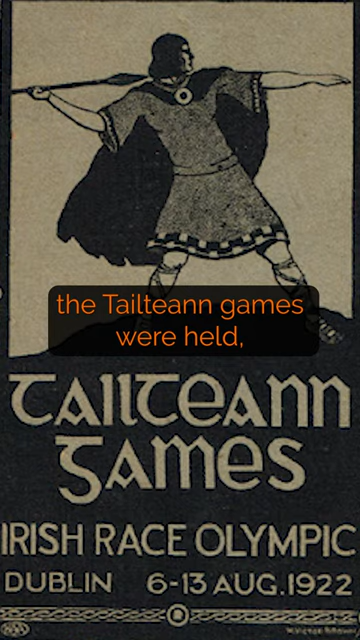 the Tailteann games
were held,
Tailteann
Games
IRISH RACE OLYMPIC
DUBLIN 6-13 AUG. 1922